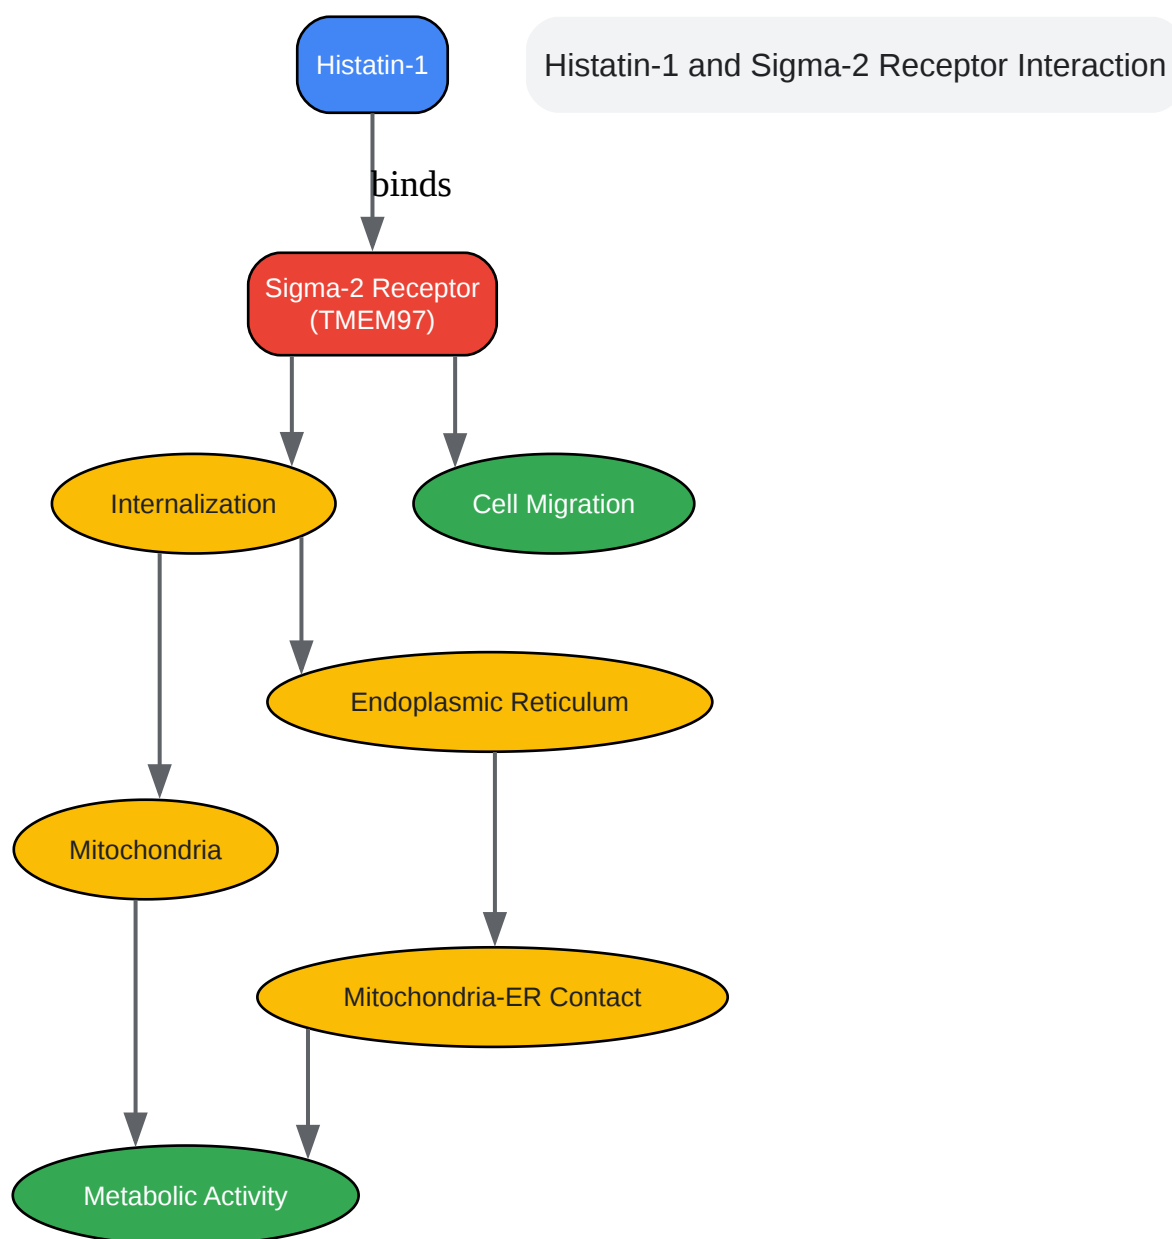 Histatin-1
Histatin-1 and Sigma-2 Receptor Interaction
binds
Sigma-2 Receptor
(TMEM97)
Internalization
Cell Migration
Endoplasmic Reticulum
Mitochondria
Mitochondria-ER Contact
Metabolic Activity